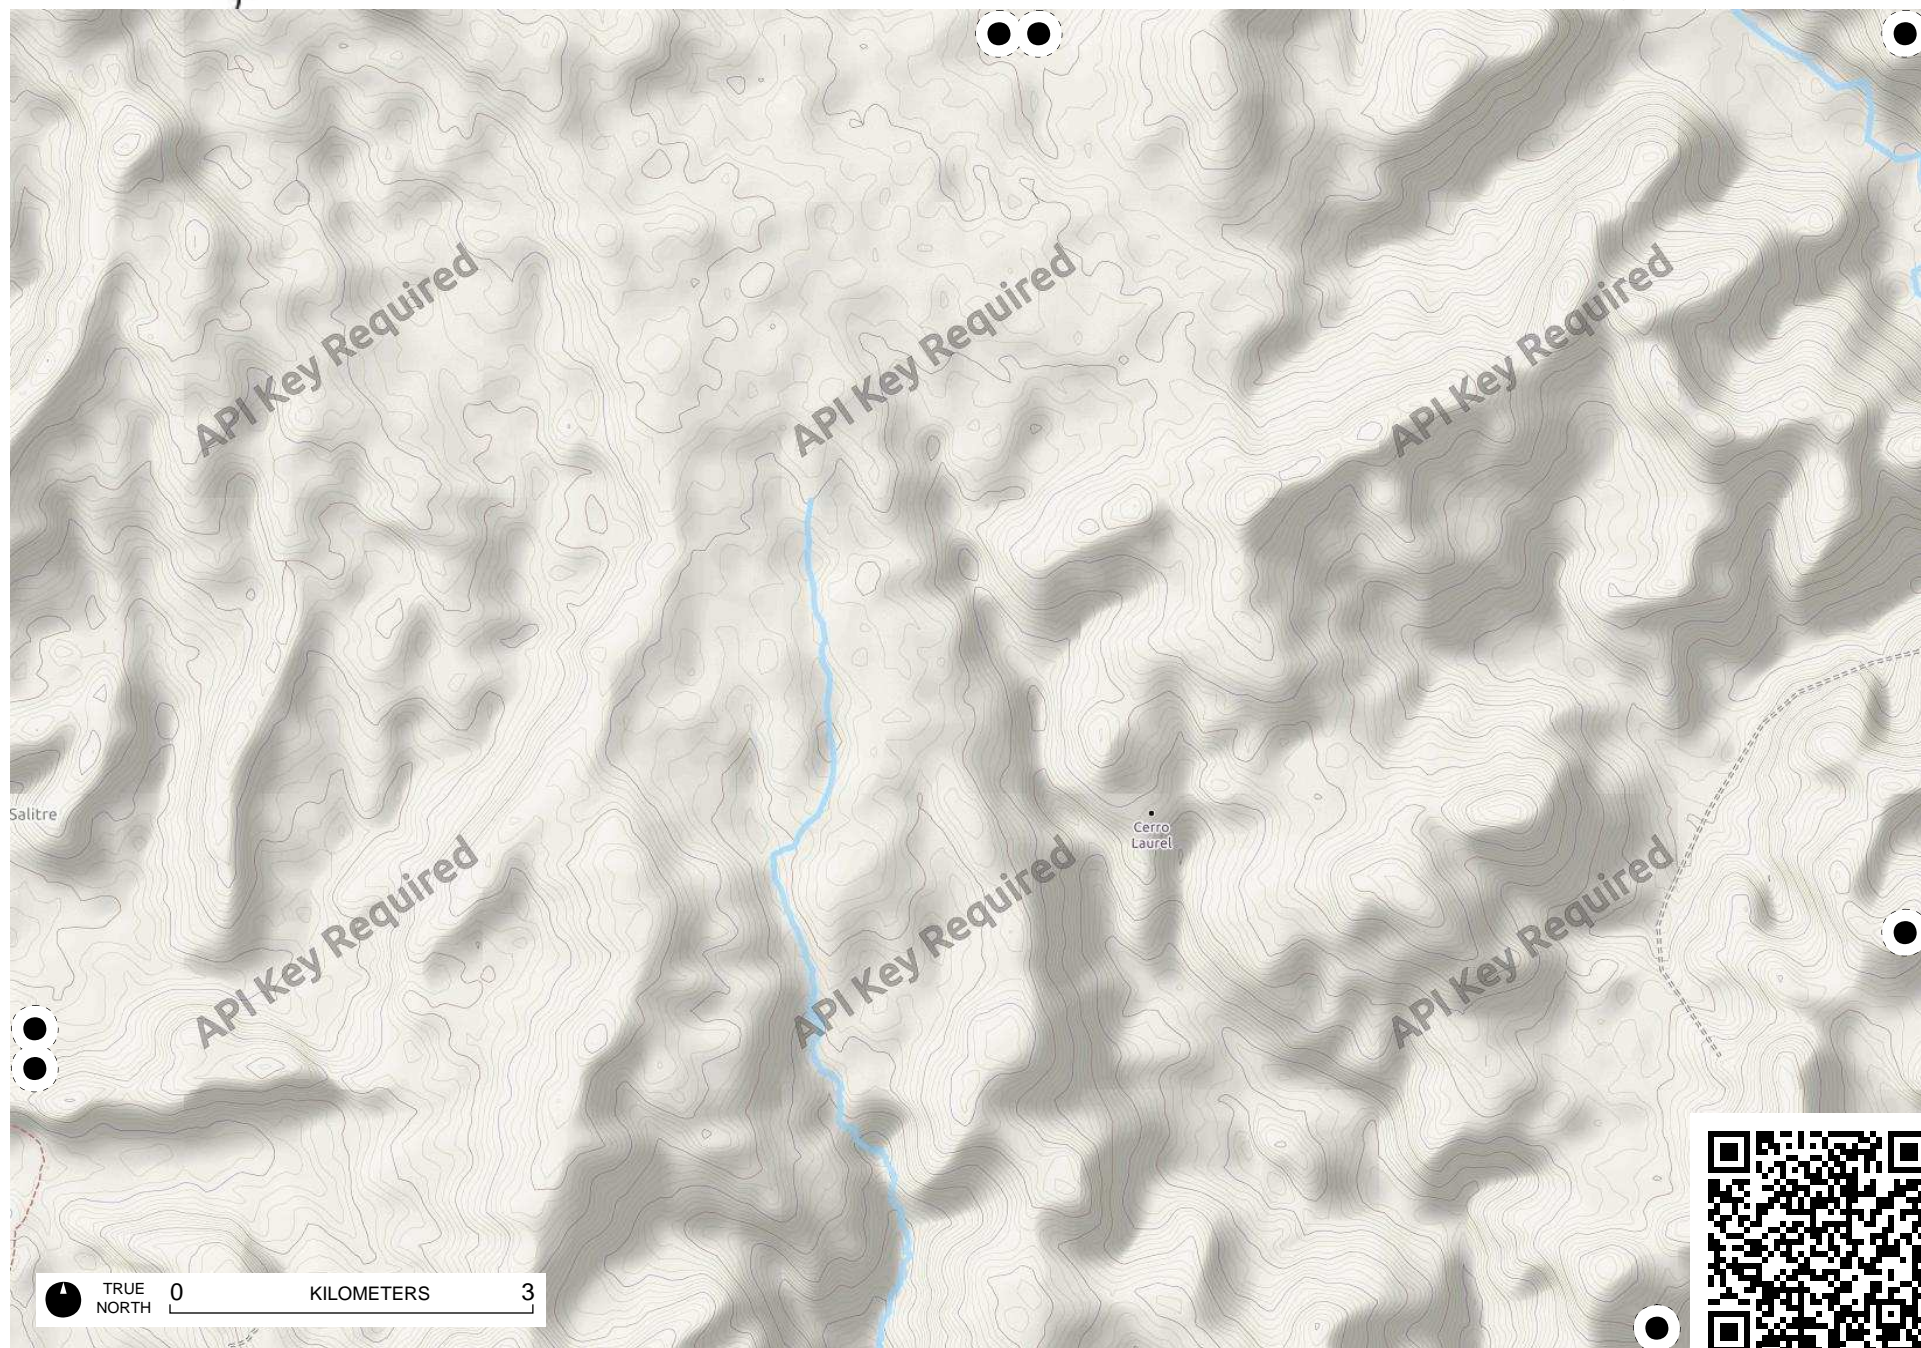 API Key Required
API Key Required
API Key Required
Salitre
Cerro
Laurel
API Key Required
API Key Required
API Key Required
TRUE
NORTH
0
KILOMETERS
3